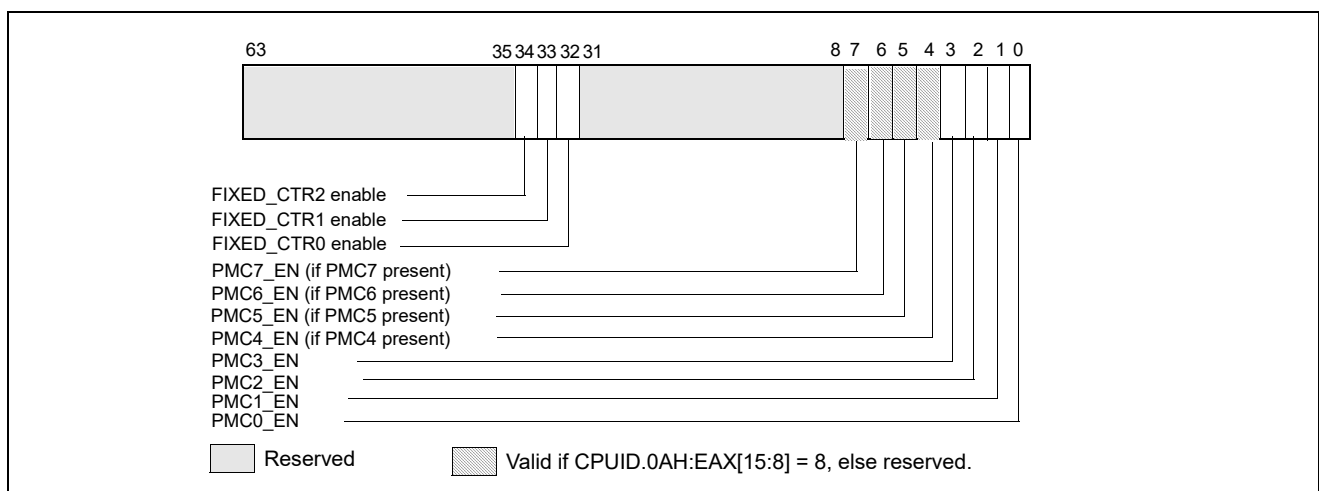 63 35 34 33 32 31 8 7 6 5 4 3 2 1 0
FIXED_CTR2 enable
FIXED_CTR1 enable
FIXED_CTR0 enable
PMC7_EN (if PMC7 present)
PMC6_EN (if PMC6 present)
PMC5_EN (if PMC5 present)
PMC4_EN (if PMC4 present)
PMC3_EN
PMC2_EN
PMC1_EN
PMC0_EN
Reserved Valid if CPUID.0AH:EAX[15:8] = 8, else reserved.